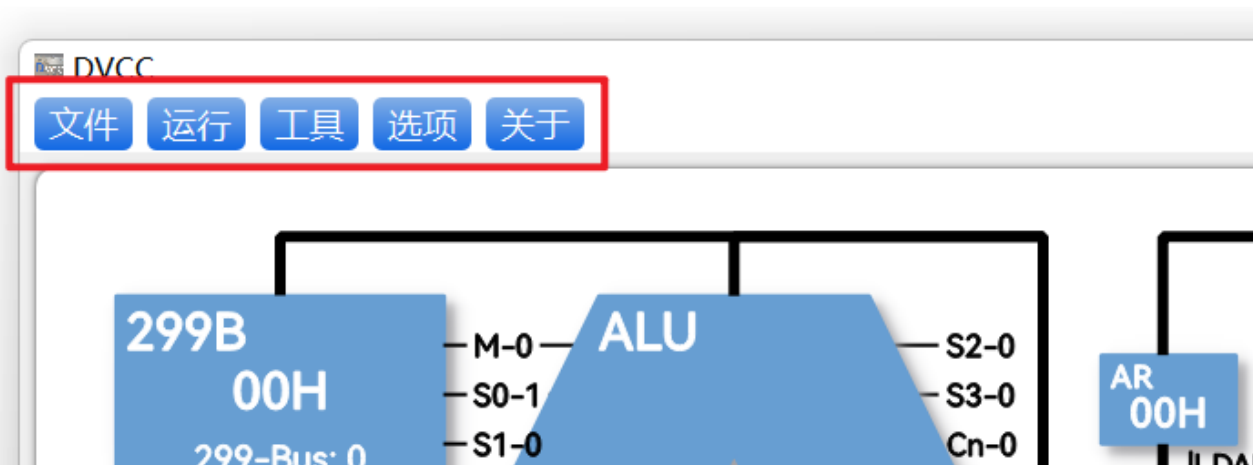 DVCC
文件 运行 工具 选项 关于
299B
ALU
M-0
S2-0
00H
S0-1
S3-0
AR
00H
299-Bus: 0
S1-0
Cn-0